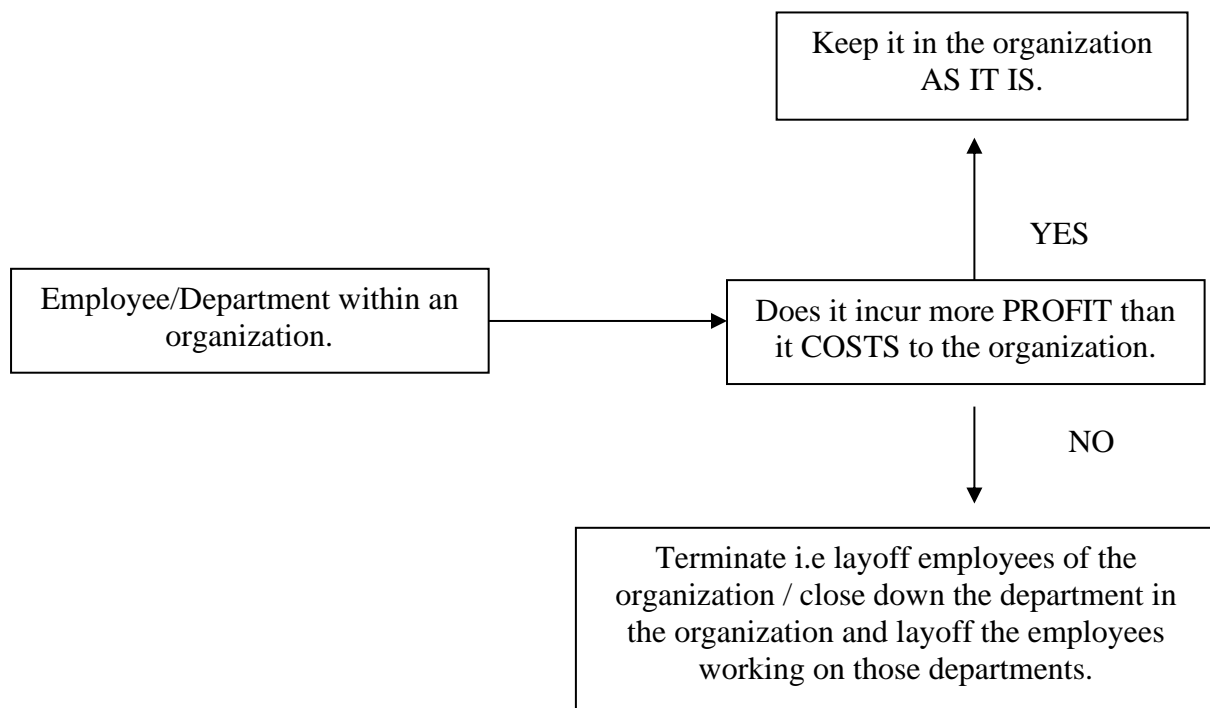 Keep it in the organization
AS IT IS.
YES
Employee/Department within an
organization.
Does it incur more PROFIT than
it COSTS to the organization.
NO
Terminate i.e layoff employees of the
organization / close down the department in
the organization and layoff the employees
working on those departments.